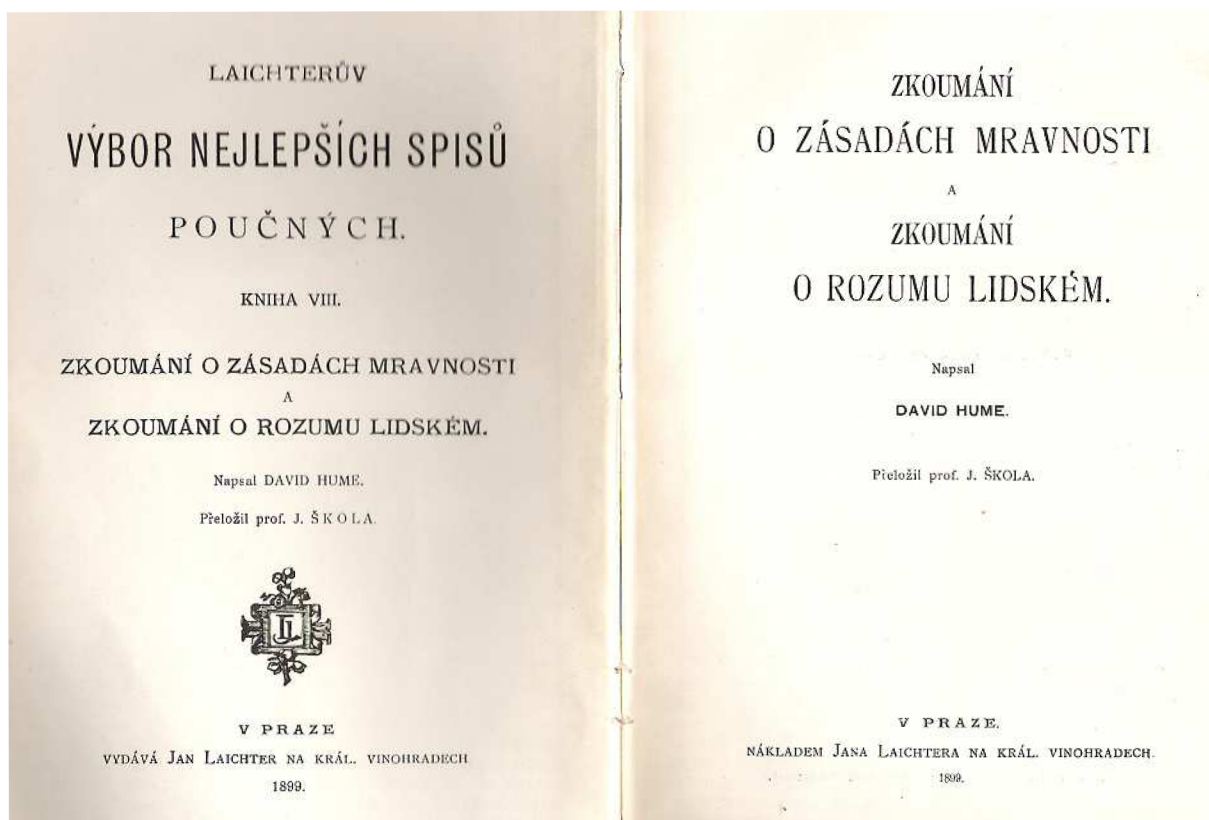 LAICHTERŮV
VÝBOR NEJLEPŠÍCH SPISŮ
POUČNÝCH.
KNIHA VIII.
ZKOUMÁNÍ O ZÁSADÁCH MRAVNOSTI
A
ZKOUMÁNÍ O ROZUMU LIDSKÉM.
Napsal DAVID HUME.
Přeložil prof. J. ŠKOLA.
V PRAZE
VYDÁVÁ JAN LAICHTER NA KRÁL. VINOHRADECH
1899.
ZKOUMÁNÍ
O ZÁSADÁCH MRAVNOSTI
A
ZKOUMÁNÍ
O ROZUMU LIDSKÉM.
Napsal
DAVID HUME.
Přeložil prof. J. ŠKOLA.
V PRAZE.
NÁKLADEM JANA LAICHTERA NA KRÁL. VINOHRADECH.
1899.